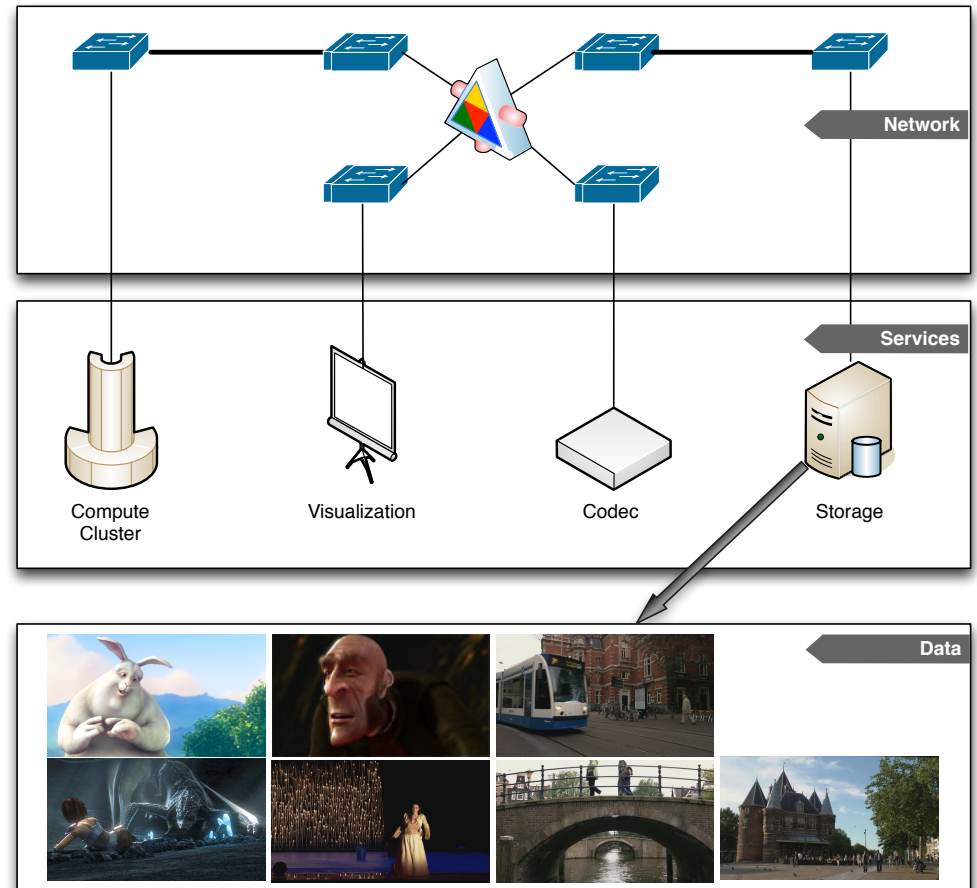 Network
Services
Compute
Cluster
Visualization
Codec
Storage
Data